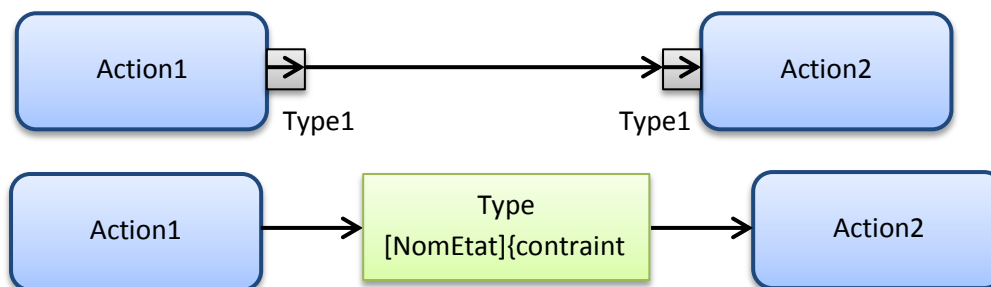 Action1
Action2
Type1
Type1
Action1
Type
[NomEtat]{contraint
Action2